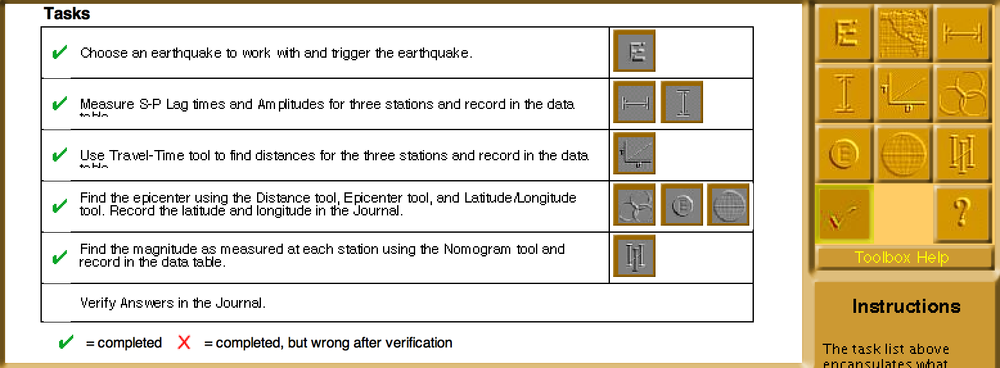 Tasks
Choose an earthquake to work with and trigger the earthquake.
E
Measure S-P Lag times and Amplitudes for three stations and record in the data
Use Travel-Time tool to find distances for the three stations and record in the data
Find the epicenter using the Distance tool, Epicenter tool, and Latitude/Longitude
tool. Record the latitude and longitude in the Journal.
E
Find the magnitude as measured at each station using the Nomogram tool and
record in the data table.
Verify Answers in the Journal.
= completed X = completed, but wrong after verification
E
T
D
E
?
Toolbox Help
Instructions
The task list above
encapsulates what